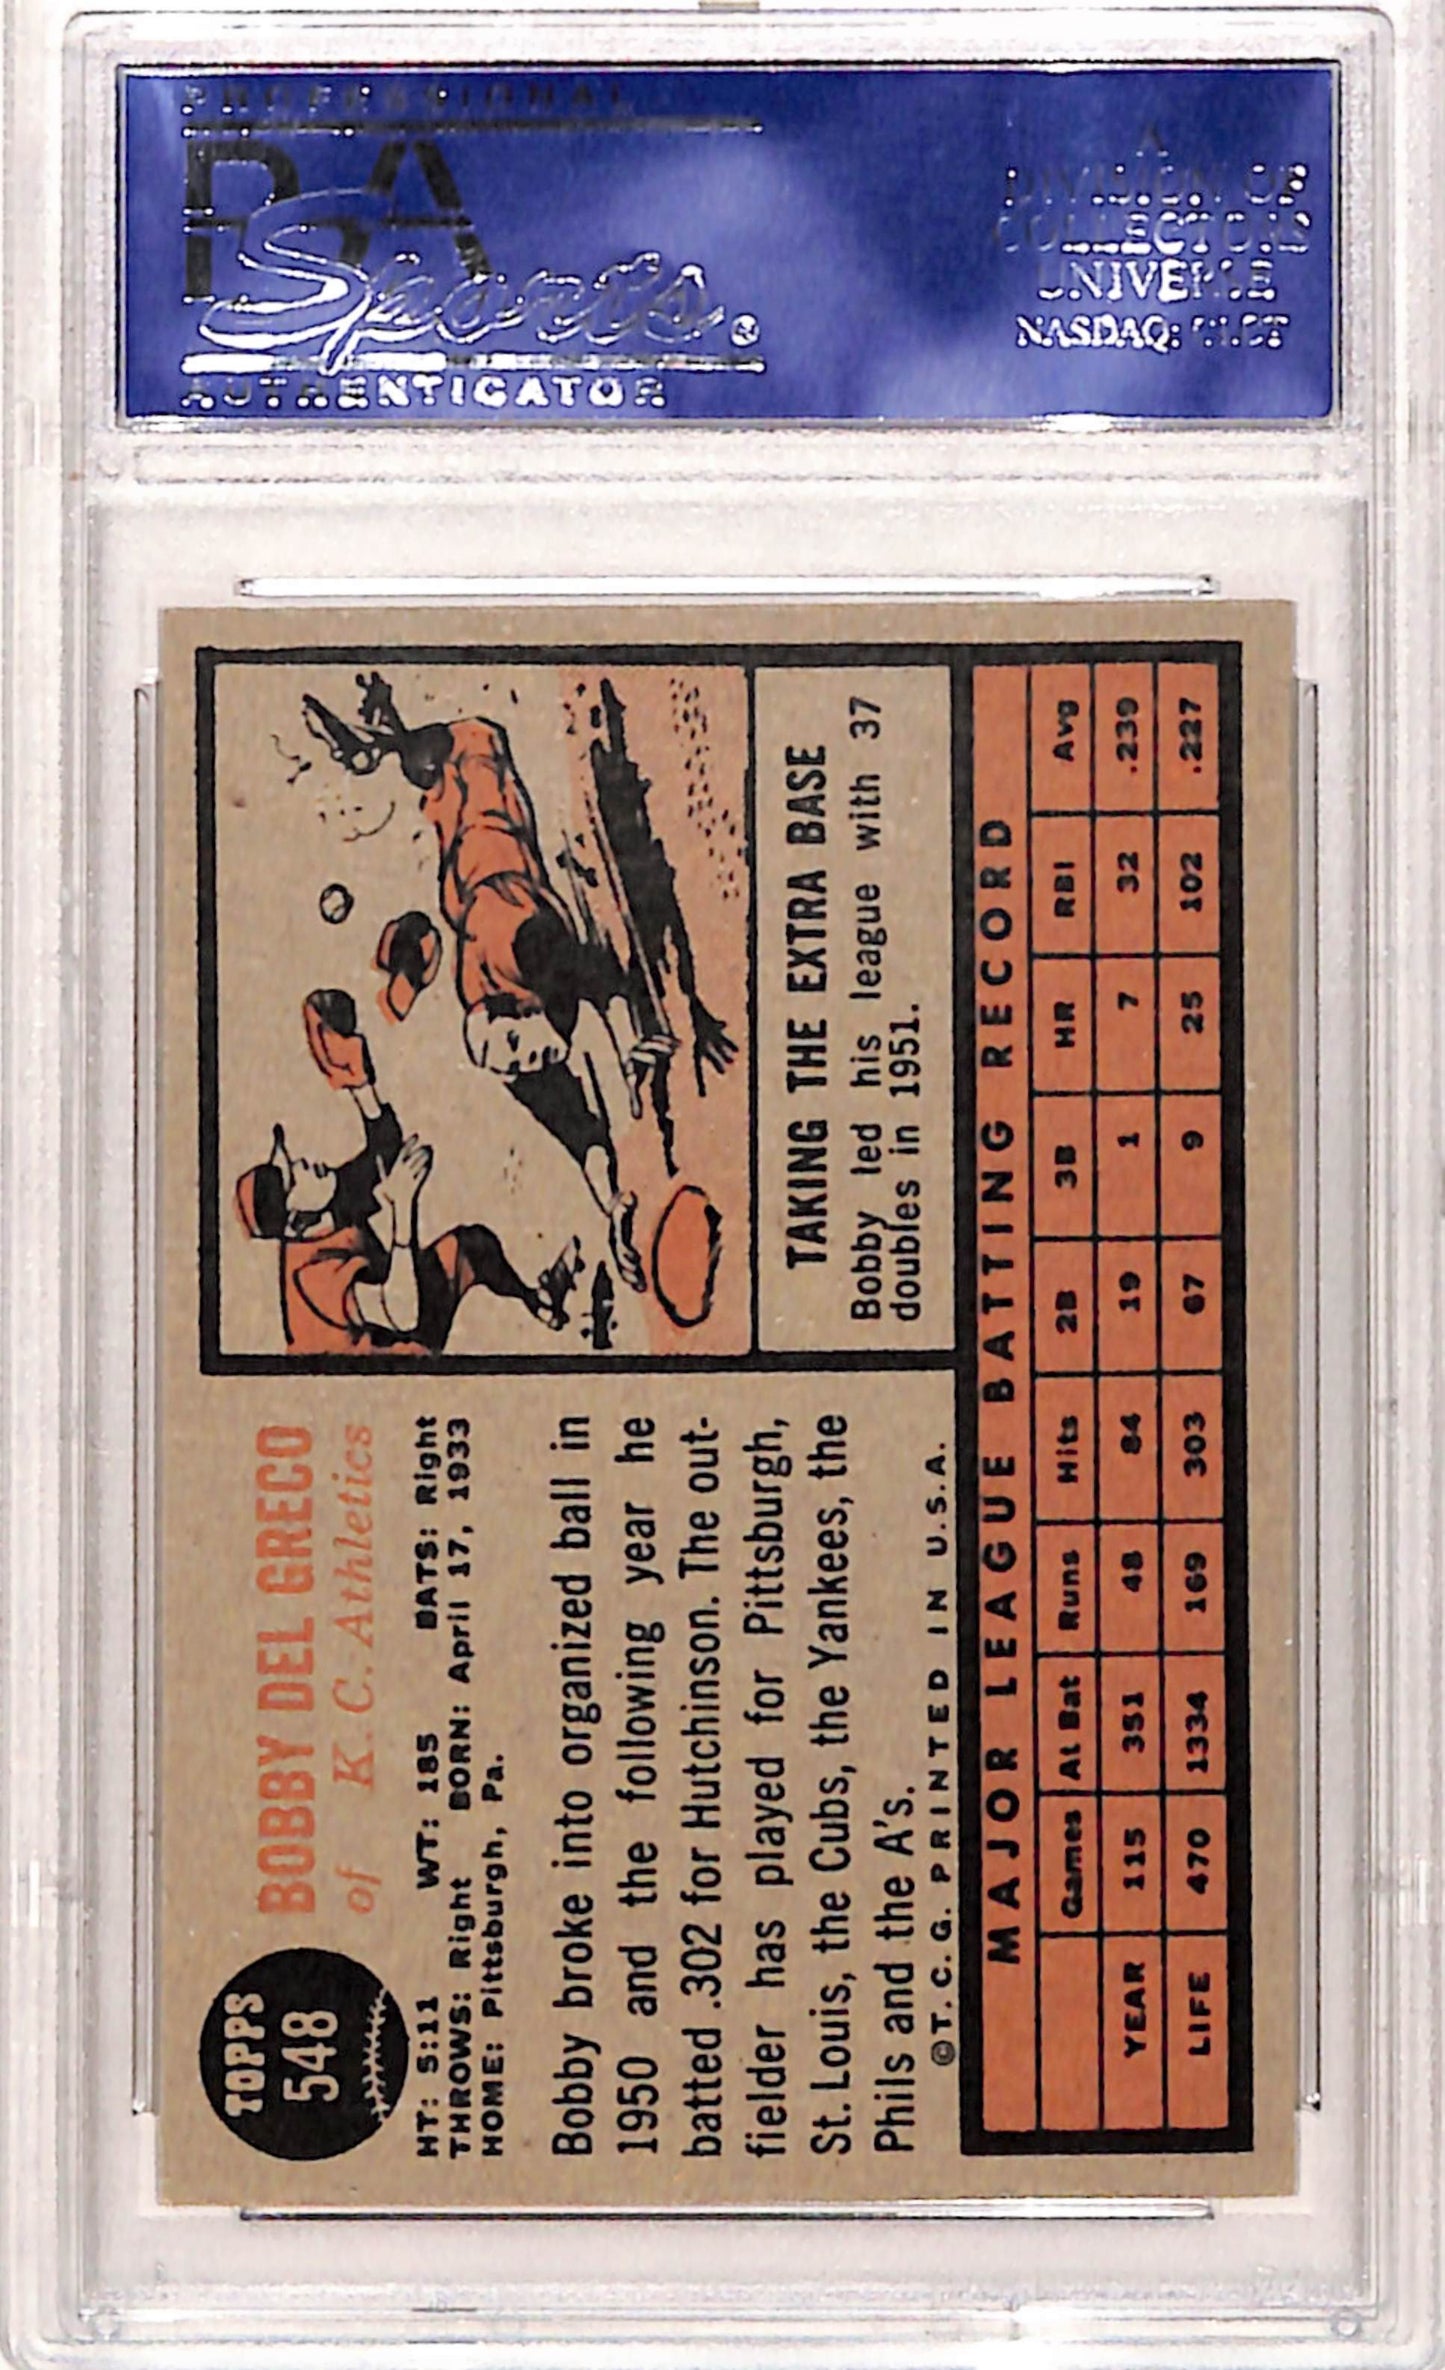 PROFESSIONAL
PSA
Sports®
AUTHENTICATOR
A
DIVISION OF
COLLECTORS
UNIVERSE
NASDAQ: CLCT
TOPPS
548
BOBBY DEL GRECO
of K. C. Athletics
HT: 5:11 WT: 185 BATS: Right
THROWS: Right BORN: April 17, 1933
HOME: Pittsburgh, Pa.
Bobby broke into organized ball in
1950 and the following year he
batted .302 for Hutchinson. The out-
fielder has played for Pittsburgh,
St. Louis, the Cubs, the Yankees, the
Phils and the A's.
©T. C. G. PRINTED IN U.S.A.
TAKING THE EXTRA BASE
Bobby led his league with 37
doubles in 1951.
MAJOR LEAGUE BATTING RECORD
Games At Bat Runs Hits 2B 3B HR RBI Avg
YEAR 115 351 48 84 19 1 7 32 .239
LIFE 470 1334 169 303 67 9 25 102 .227